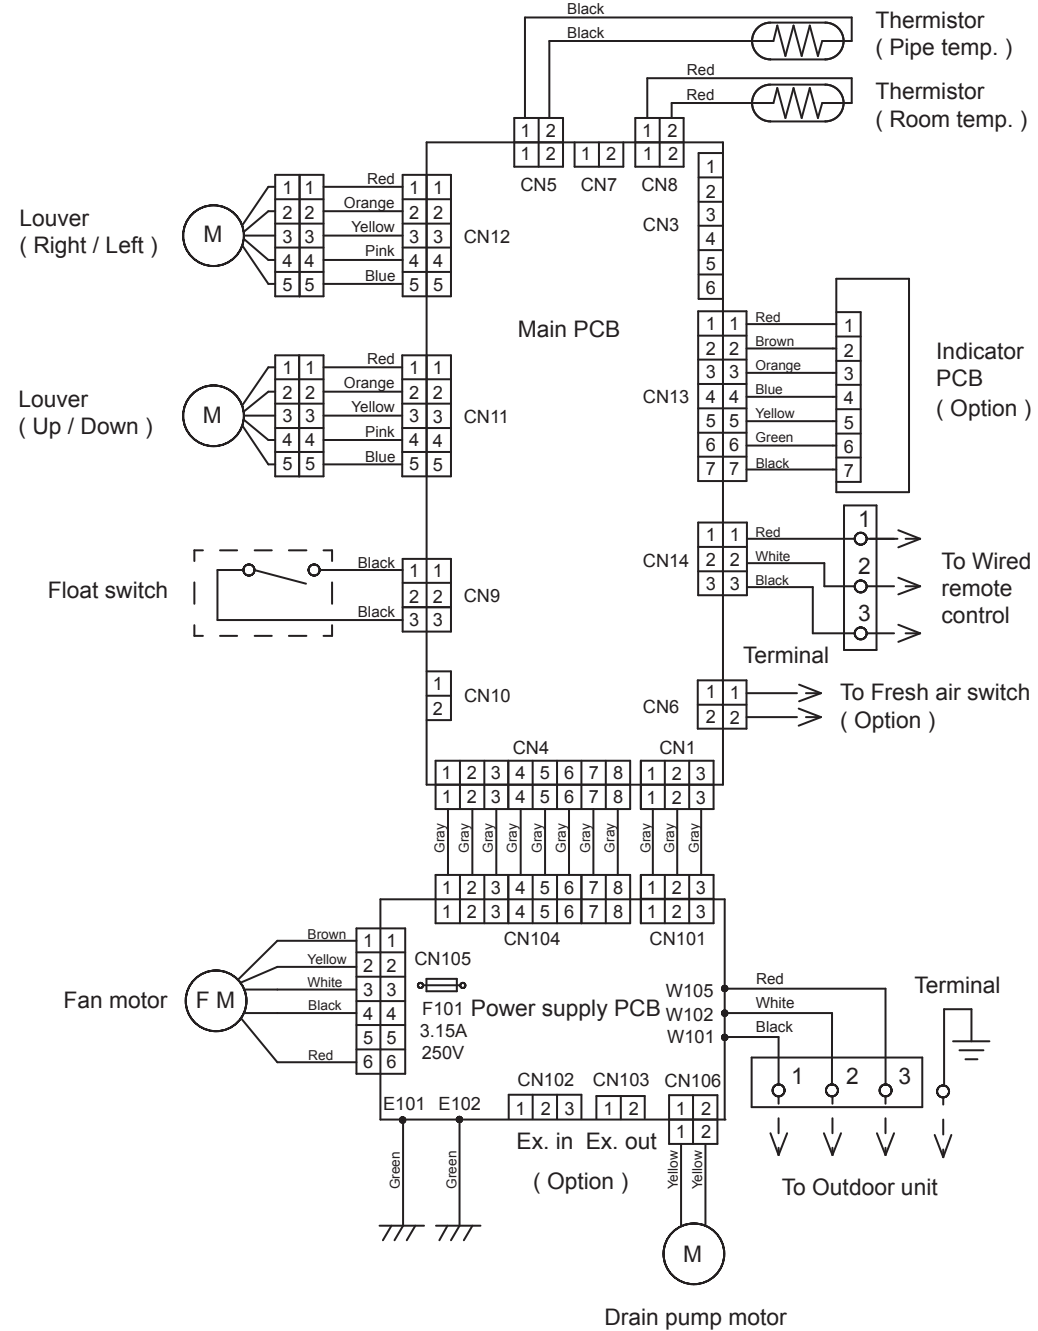 Black
Thermistor
( Pipe temp. )
Black
Red
Thermistor
( Room temp. )
Red
1 2
1 2
CN5
1 2
CN7
1 2
1 2
CN8
1
2
3
4
5
6
CN3
Louver
( Right / Left )
M
1 1 Red 1 1
2 2 Orange 2 2
3 3 Yellow 3 3
4 4 Pink 4 4
5 5 Blue 5 5
CN12
Main PCB
1 1 Red 1
2 2 Brown 2
3 3 Orange 3
4 4 Blue 4
5 5 Yellow 5
6 6 Green 6
7 7 Black 7
CN13
Indicator
PCB
( Option )
Louver
( Up / Down )
M
1 1 Red 1 1
2 2 Orange 2 2
3 3 Yellow 3 3
4 4 Pink 4 4
5 5 Blue 5 5
CN11
Float switch
Black 1 1
2 2
Black 3 3
CN9
CN14
1 1 Red 1
2 2 White 2
3 3 Black 3
Terminal
To Wired
remote
control
1
2
CN10
CN6
1 1
2 2
To Fresh air switch
( Option )
CN4 CN1
1 2 3 4 5 6 7 8 1 2 3
1 2 3 4 5 6 7 8 1 2 3
Gray Gray Gray Gray Gray Gray Gray Gray Gray Gray Gray
1 2 3 4 5 6 7 8 1 2 3
1 2 3 4 5 6 7 8 1 2 3
CN104 CN101
Fan motor
F M
Brown 1 1
Yellow 2 2
White 3 3
Black 4 4
5 5
Red 6 6
CN105
F101
3.15A
250V
Power supply PCB
W105 Red
W102 White
W101 Black
Terminal
1 2 3
To Outdoor unit
E101 E102
Green Green
CN102 CN103 CN106
1 2 3 1 2 1 2
1 2
Ex. in Ex. out
( Option )
Yellow Yellow
M
Drain pump motor